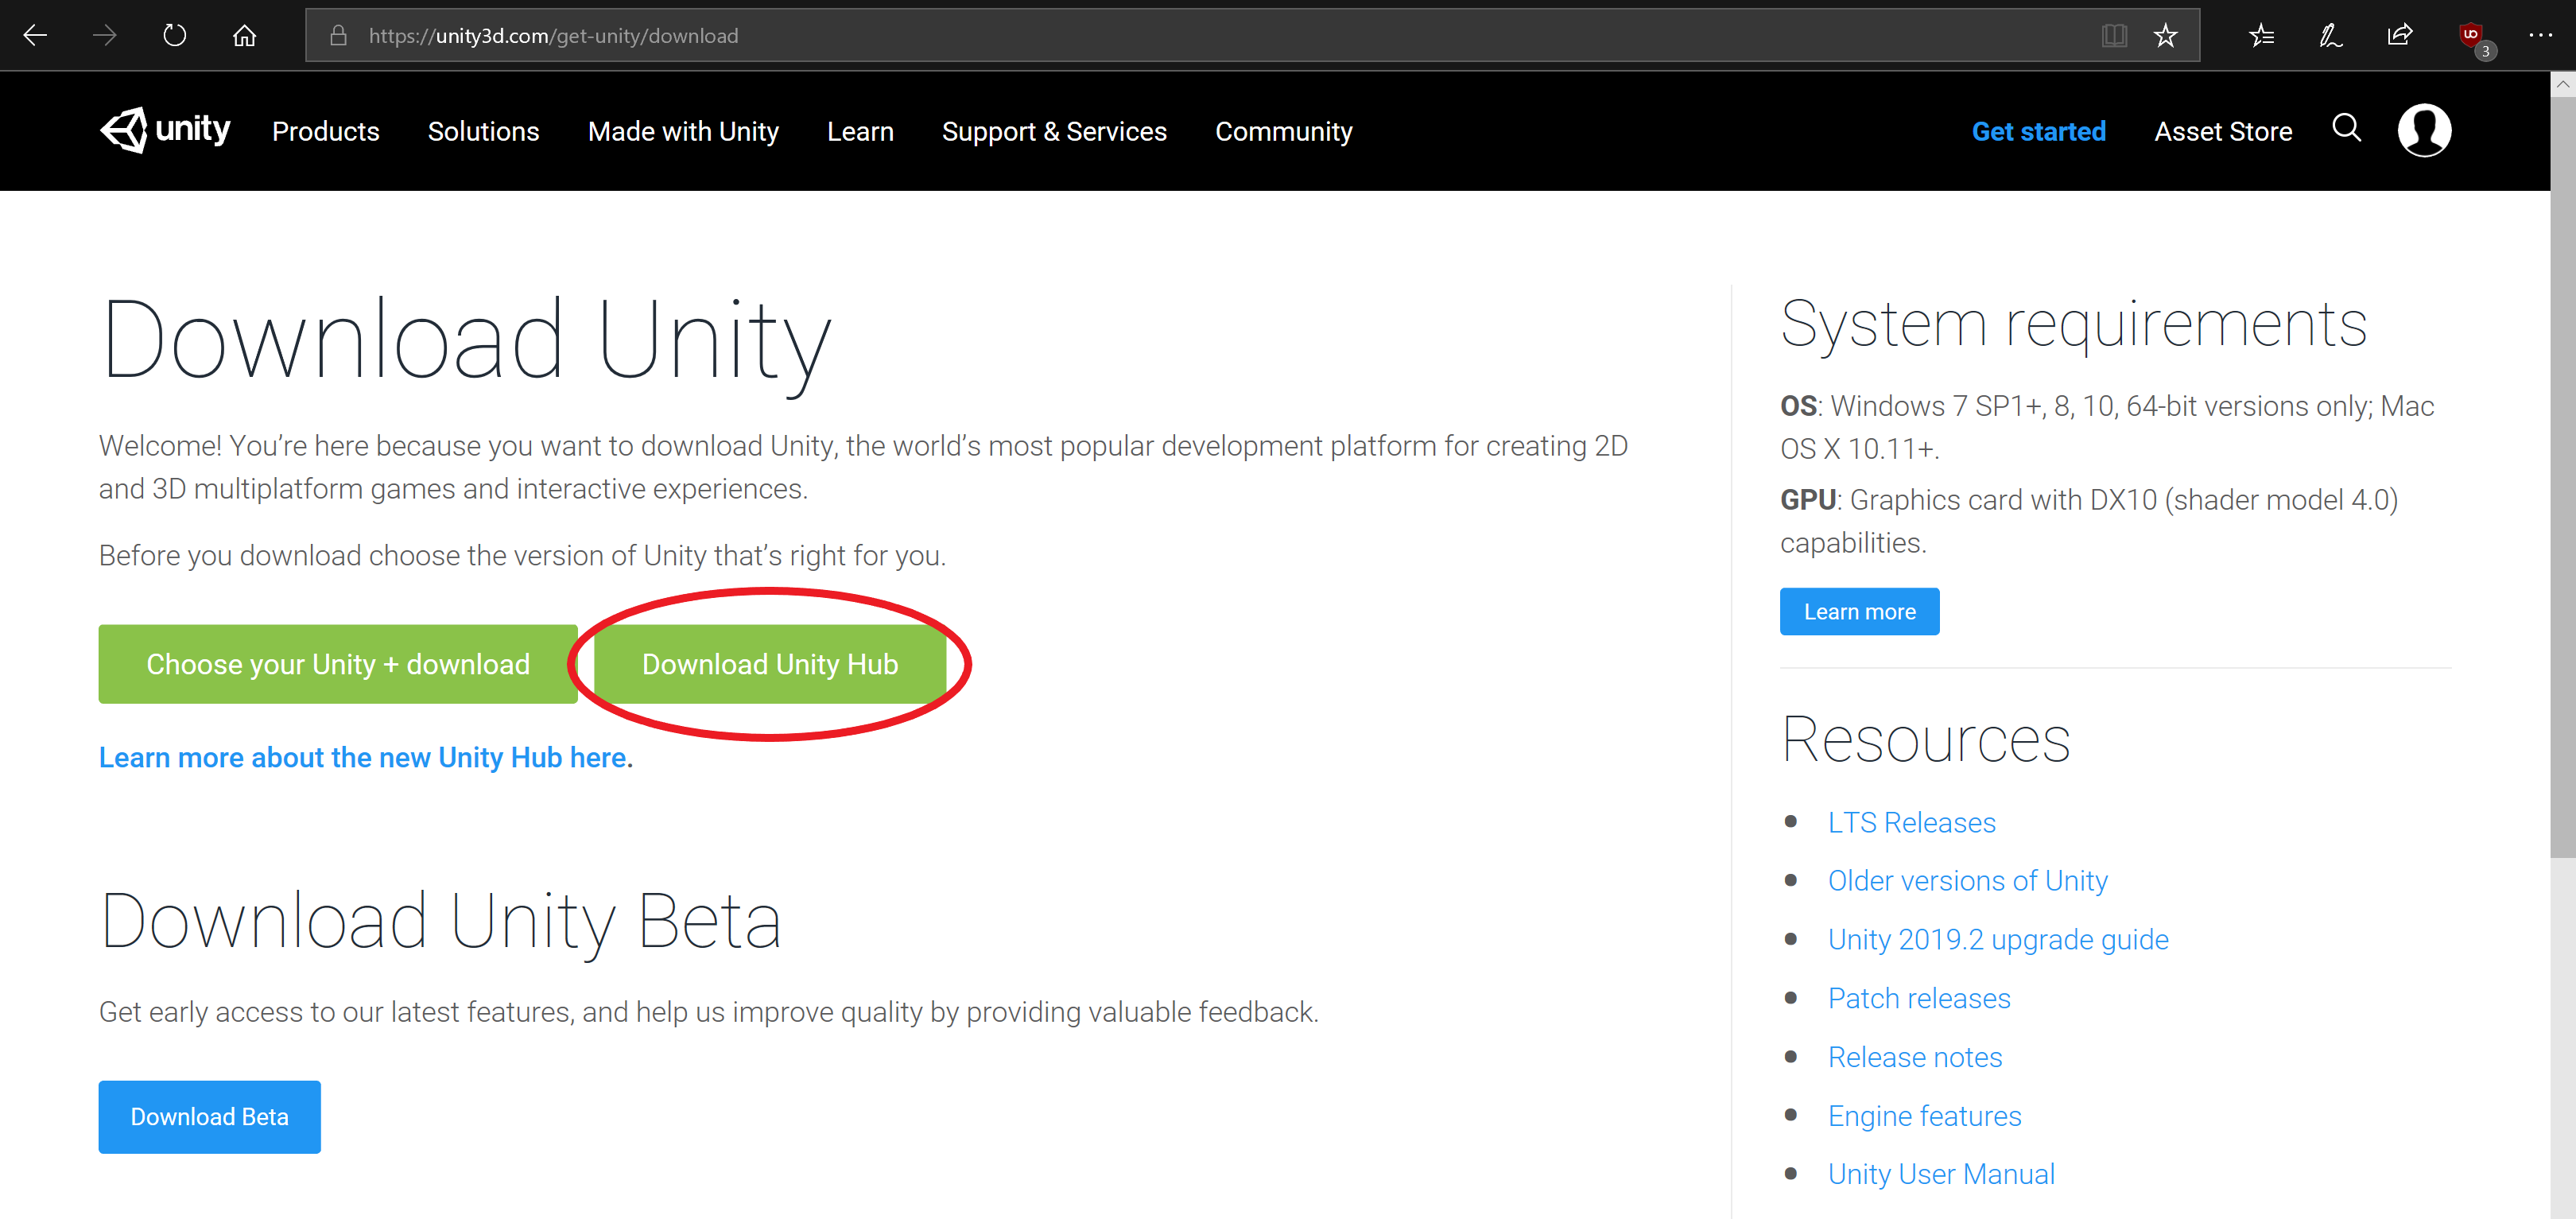 https://unity3d.com/get-unity/download
UO
3
unity
Products
Solutions
Made with Unity
Learn
Support & Services
Community
Get started
Asset Store
Download Unity
Welcome! You’re here because you want to download Unity, the world’s most popular development platform for creating 2D
and 3D multiplatform games and interactive experiences.
Before you download choose the version of Unity that’s right for you.
Choose your Unity + download
Download Unity Hub
Learn more about the new Unity Hub here.
Download Unity Beta
Get early access to our latest features, and help us improve quality by providing valuable feedback.
Download Beta
System requirements
OS: Windows 7 SP1+, 8, 10, 64-bit versions only; Mac
OS X 10.11+.
GPU: Graphics card with DX10 (shader model 4.0)
capabilities.
Learn more
Resources
LTS Releases
Older versions of Unity
Unity 2019.2 upgrade guide
Patch releases
Release notes
Engine features
Unity User Manual